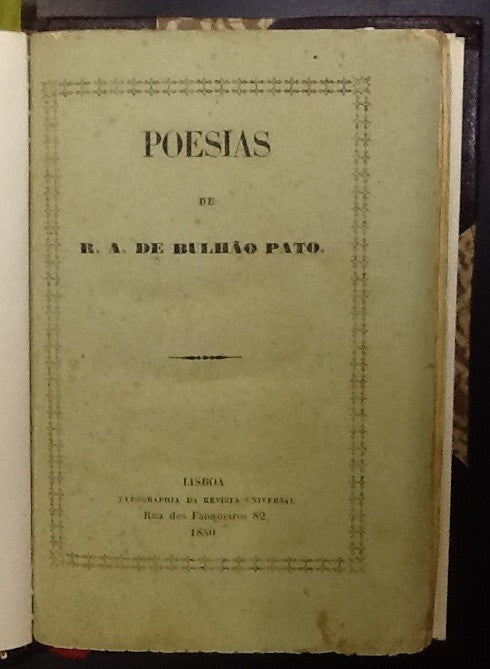 POESIAS
DE
R. A. DE BULHÃO PATO.
LISBOA
TYPOGRAPHIA DA REVISTA UNIVERSAL
Rua dos Fanqueiros 82
1850